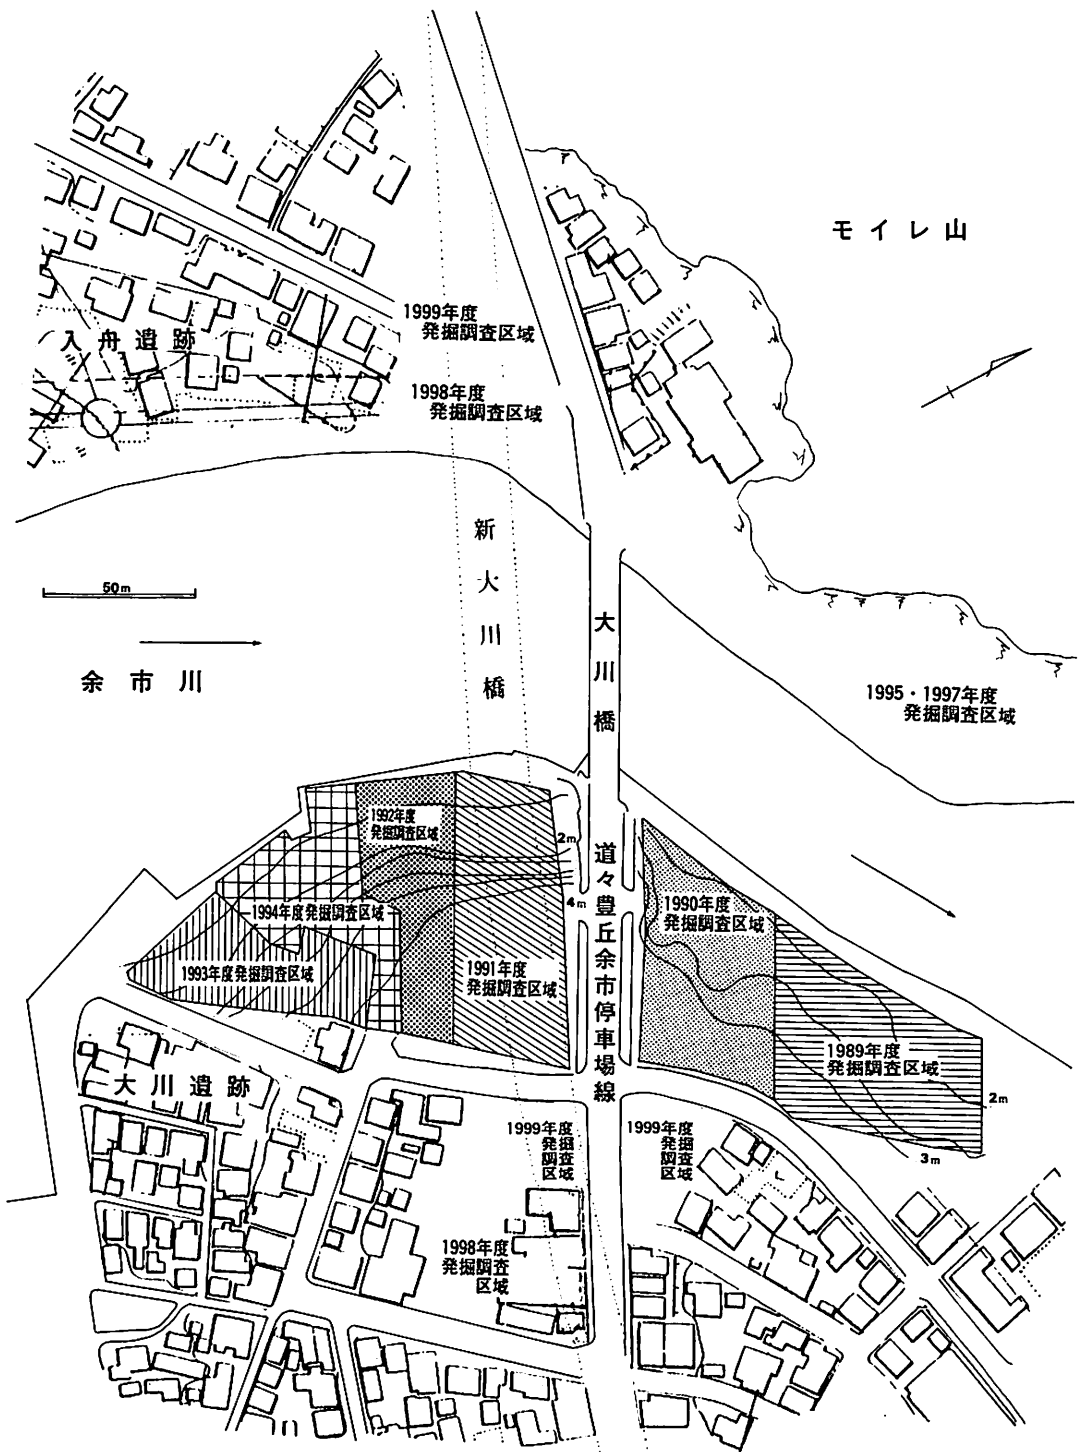 モイレ山
1999年度
発掘調査区域
入舟遺跡
1998年度
発掘調査区域
新大川橋
50m
大川橋
余市川
1995・1997年度
発掘調査区域
1992年度
発掘調査区域
2m
道々豊丘余市停車場線
4m
1990年度
発掘調査区域
1994年度発掘調査区域
1993年度発掘調査区域
1991年度
発掘調査区域
1989年度
発掘調査区域
大川遺跡
2m
1999年度
発掘
調査
区域
1999年度
発掘
調査
区域
3m
1998年度
発掘調査
区域